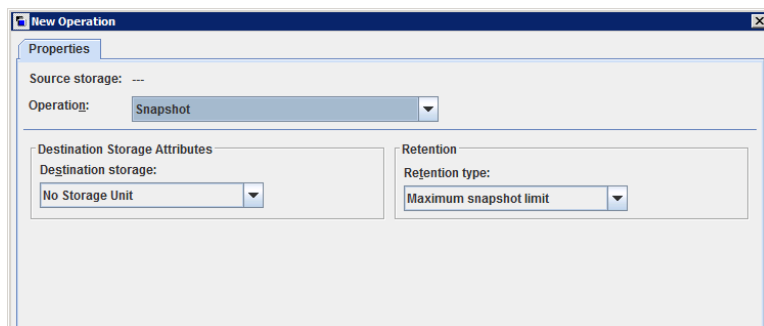 New Operation
Properties
Source storage: ---
Operation: Snapshot
Destination Storage Attributes
Destination storage:
No Storage Unit
Retention
Retention type:
Maximum snapshot limit